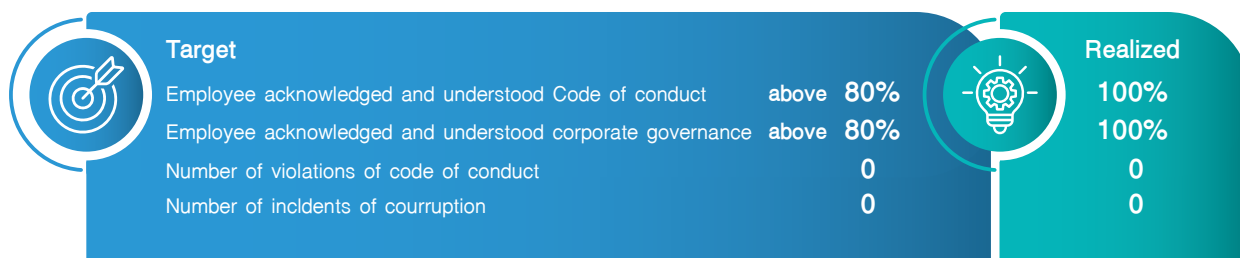 Target Realized
Employee acknowledged and understood Code of conduct above 80% 100%
Employee acknowledged and understood corporate governance above 80% 100%
Number of violations of code of conduct 0 0
Number of incldents of courruption 0 0